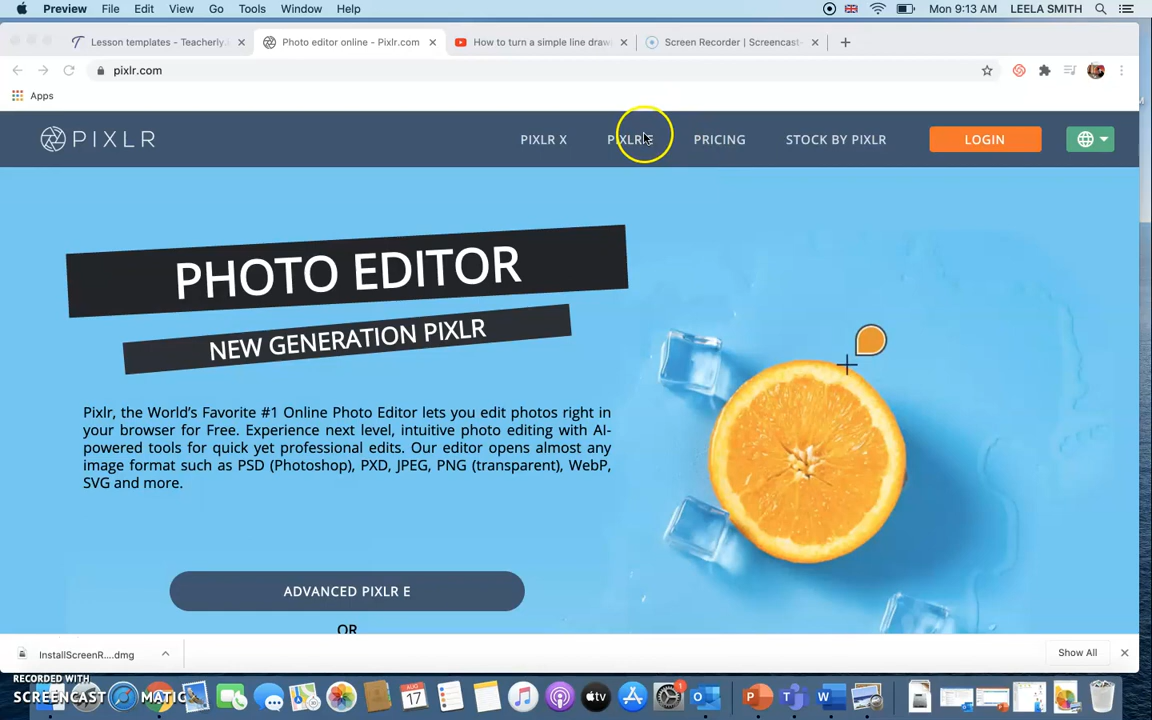 Preview File Edit View Go Tools Window Help Mon 9:13 AM LEELA SMITH
Lesson templates - Teacherly. Photo editor online - Pixlr.com How to turn a simple line draw Screen Recorder | Screencast-
pixlr.com
Apps
PIXLR PIXLR X PRICING STOCK BY PIXLR LOGIN
PHOTO EDITOR
NEW GENERATION PIXLR
Pixlr, the World's Favorite #1 Online Photo Editor lets you edit photos right in
your browser for Free. Experience next level, intuitive photo editing with AI-
powered tools for quick yet professional edits. Our editor opens almost any
image format such as PSD (Photoshop), PXD, JPEG, PNG (transparent), WebP,
SVG and more.
ADVANCED PIXLR E
OR
InstallScreenR....dmg Show All
RECORDED WITH
SCREENCAST MATIC
AUG
17
1
tv